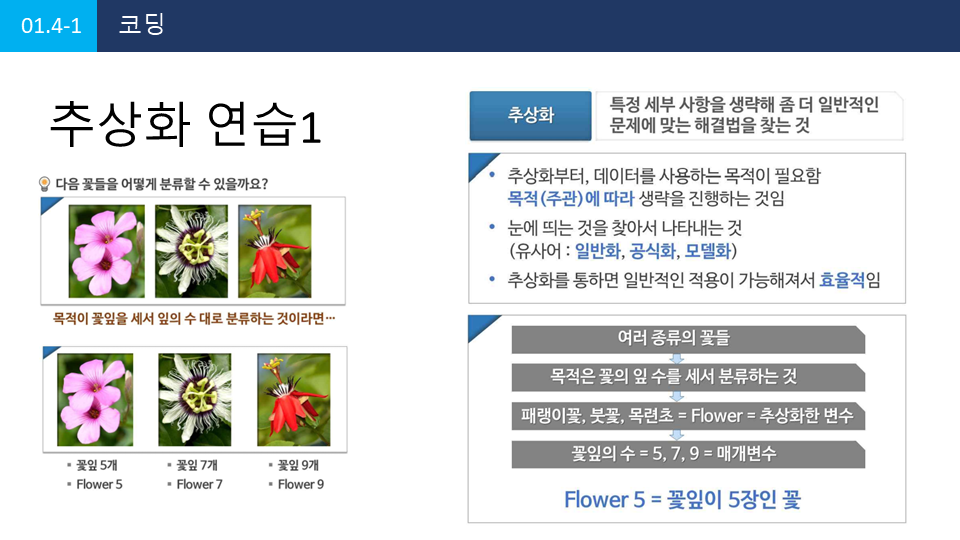 01.4-1 코딩
추상화 연습1
다음 꽃들을 어떻게 분류할 수 있을까요?
목적이 꽃잎을 세서 잎의 수 대로 분류하는 것이라면…
▪ 꽃잎 5개
▪ Flower 5
▪ 꽃잎 7개
▪ Flower 7
▪ 꽃잎 9개
▪ Flower 9
추상화
특정 세부 사항을 생략해 좀 더 일반적인
문제에 맞는 해결법을 찾는 것
• 추상화부터, 데이터를 사용하는 목적이 필요함
목적(주관)에 따라 생략을 진행하는 것임
• 눈에 띄는 것을 찾아서 나타내는 것
(유사어 : 일반화, 공식화, 모델화)
• 추상화를 통하면 일반적인 적용이 가능해져서 효율적임
여러 종류의 꽃들
목적은 꽃의 잎 수를 세서 분류하는 것
패랭이꽃, 붓꽃, 목련초 = Flower = 추상화한 변수
꽃잎의 수 = 5, 7, 9 = 매개변수
Flower 5 = 꽃잎이 5장인 꽃